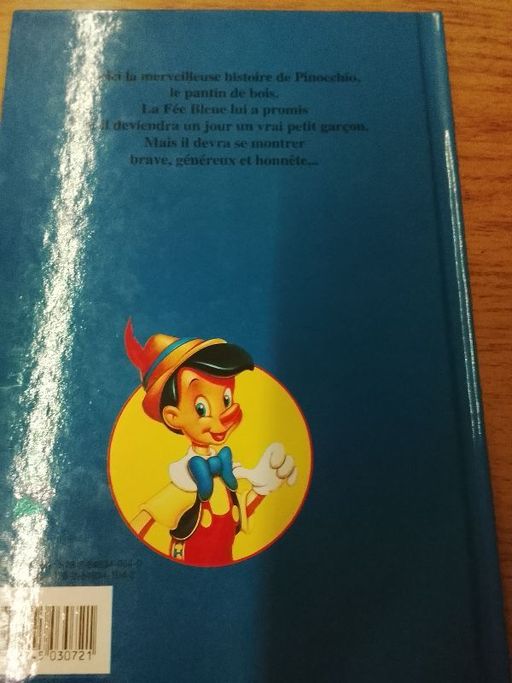 la merveilleuse histoire de Pinocchio,
le pantin de bois.
La Fée Bleue lui a promis
il deviendra un jour un vrai petit garçon.
Mais il devra se montrer
brave, généreux et honnête...
030721